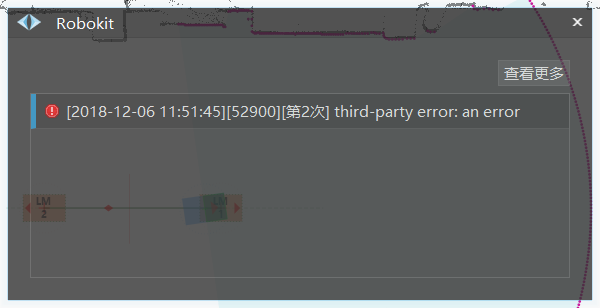 Robokit
查看更多
[2018-12-06 11:51:45][52900][第2次] third-party error: an error
LM
2